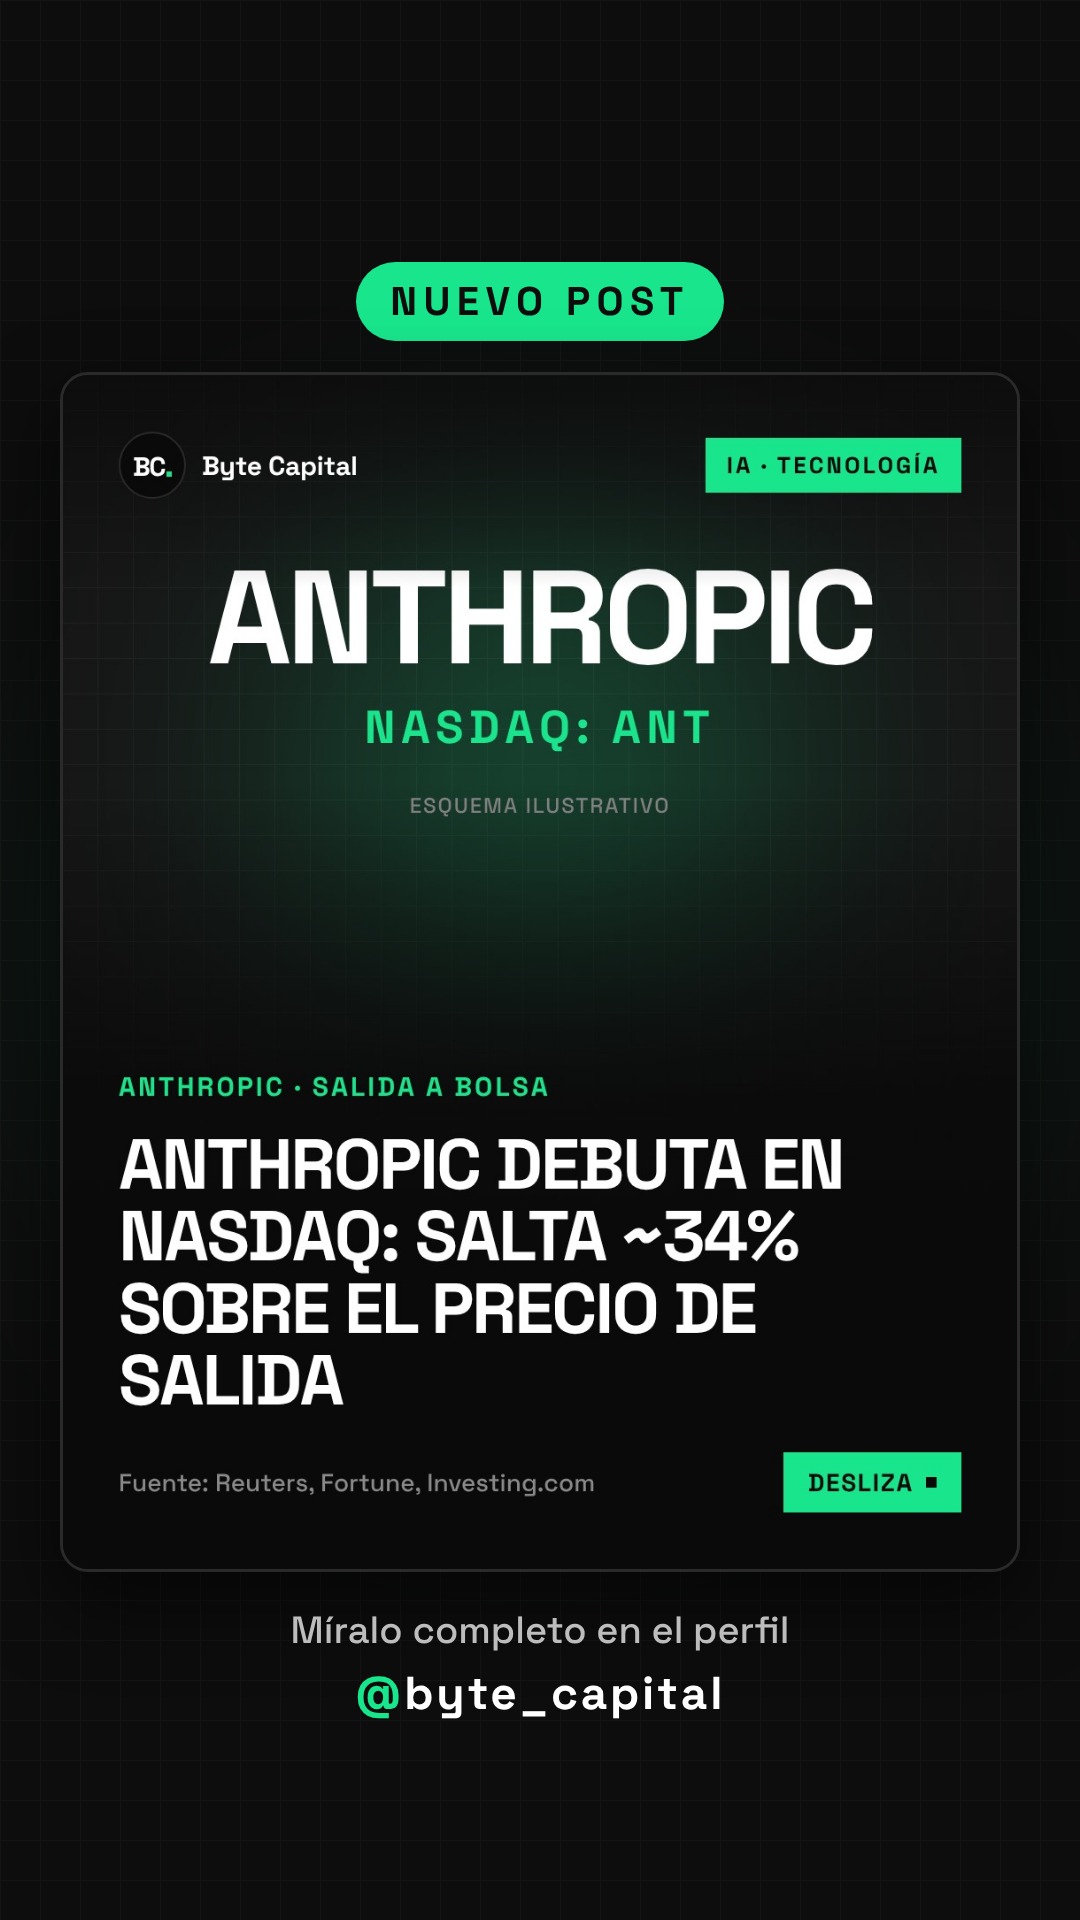 NUEVO POST
BC.
Byte Capital
IA · TECNOLOGÍA
ANTHROPIC
NASDAQ: ANT
ESQUEMA ILUSTRATIVO
ANTHROPIC · SALIDA A BOLSA
ANTHROPIC DEBUTA EN
NASDAQ: SALTA ~34%
SOBRE EL PRECIO DE
SALIDA
Fuente: Reuters, Fortune, Investing.com
DESLIZA ▪
Míralo completo en el perfil
@byte_capital